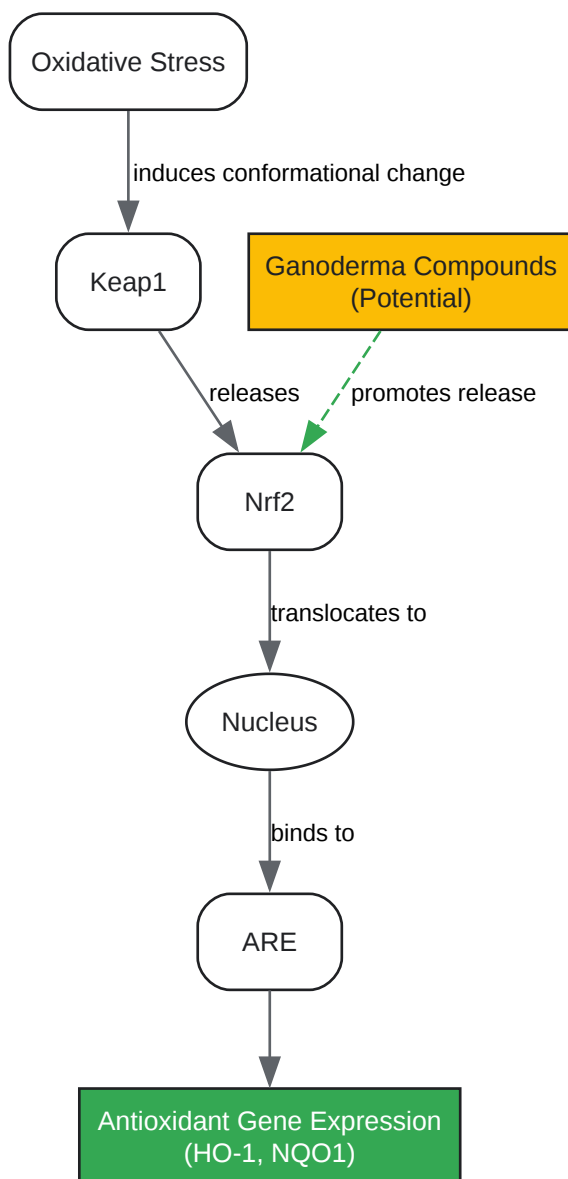 Oxidative Stress
induces conformational change
Keap1
Ganoderma Compounds
(Potential)
releases
promotes release
Nrf2
translocates to
Nucleus
binds to
ARE
Antioxidant Gene Expression
(HO-1, NQO1)